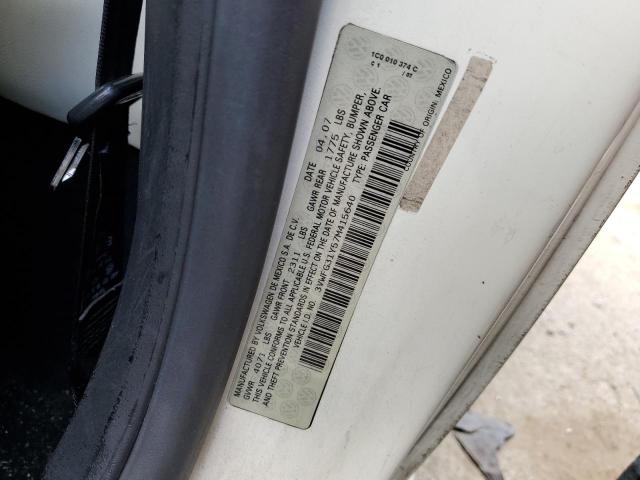 MANUFACTURED BY VOLKSWAGEN DE MEXICO S.A. DE C.V. DATE 04.07
GVWR 4071 LBS GAWR FRONT 2311 LBS GAWR REAR 1775 LBS
THIS VEHICLE CONFORMS TO ALL APPLICABLE U.S. FEDERAL MOTOR VEHICLE SAFETY, BUMPER,
AND THEFT PREVENTION STANDARDS IN EFFECT ON THE DATE OF MANUFACTURE SHOWN ABOVE.
VEHICLE I.D. NO. 3VWFG31Y57M415640 TYPE: PASSENGER CAR
1C0 010 374 C
COUNTRY OF ORIGIN: MEXICO